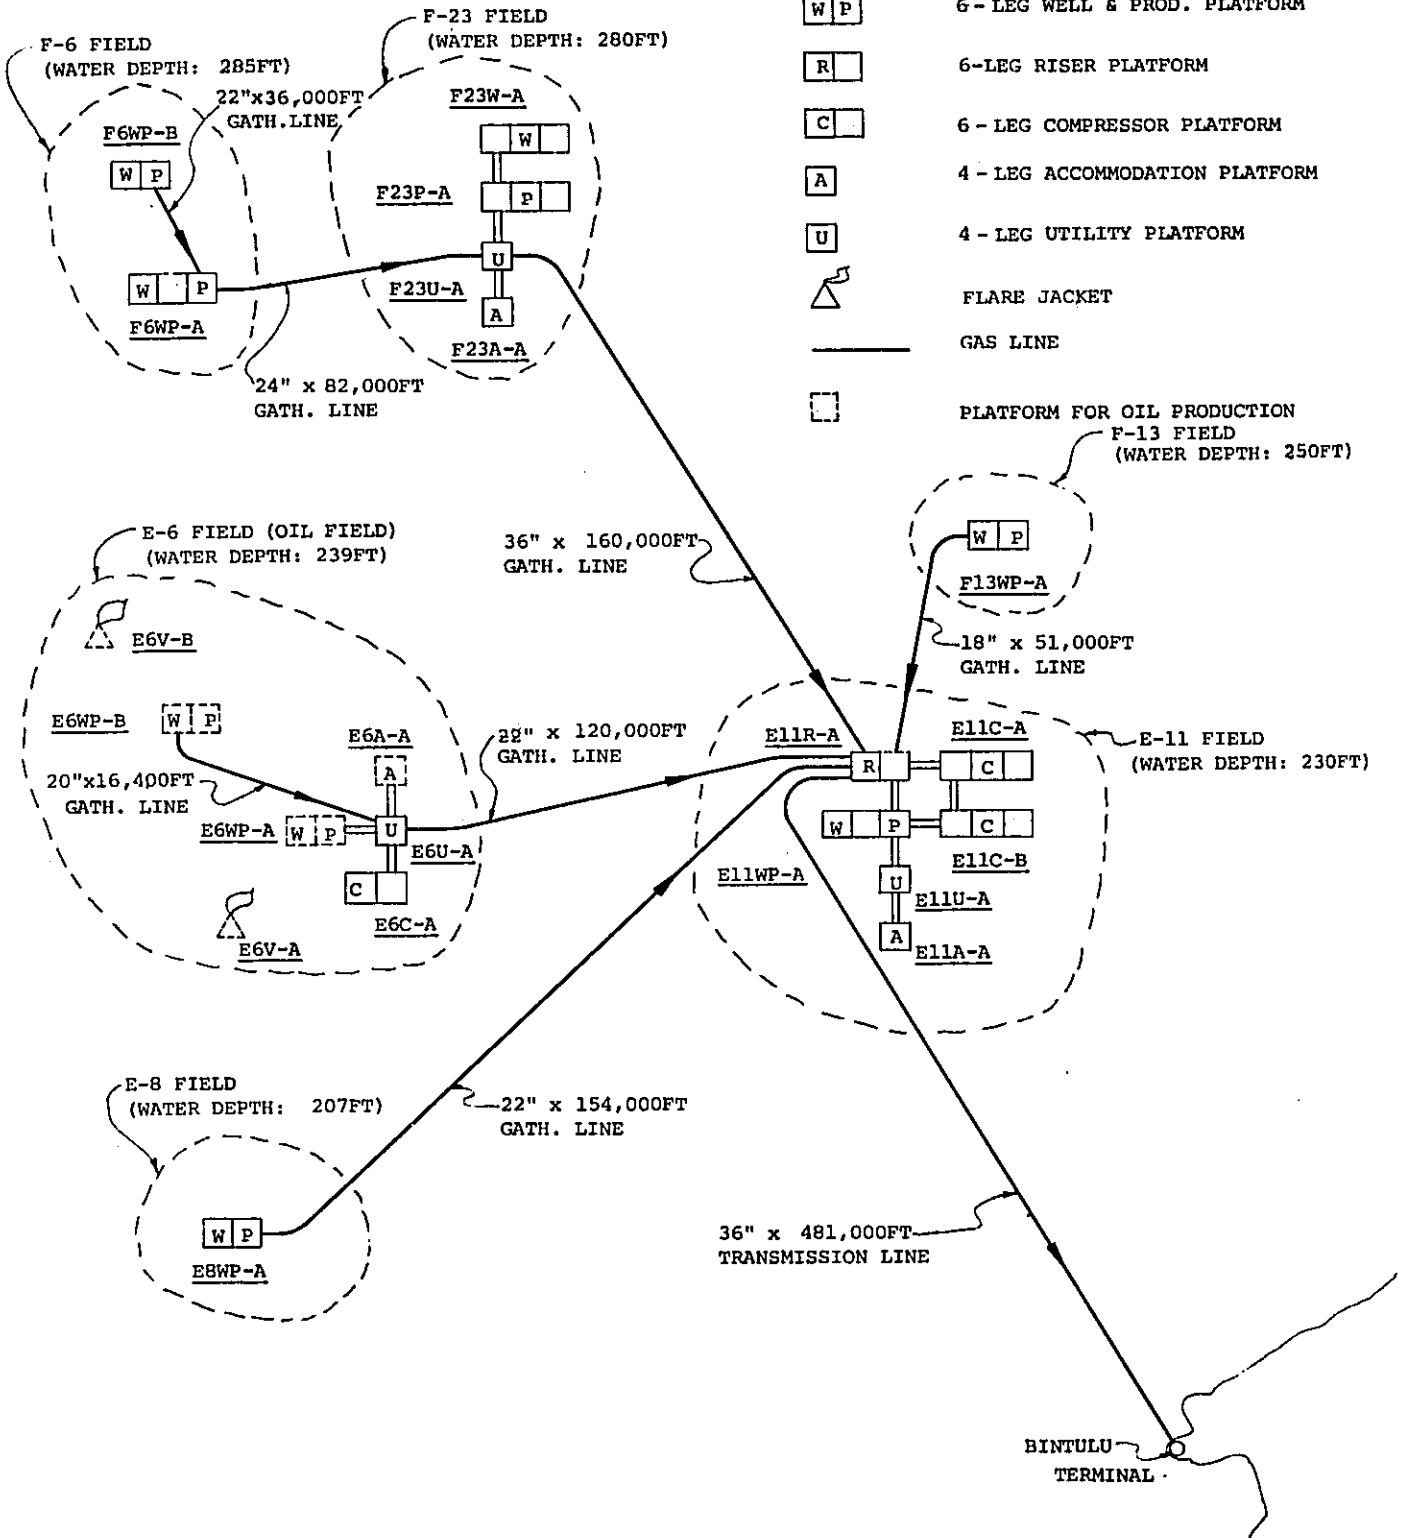 W P
6 - LEG WELL & PROD. PLATFORM
R
6-LEG RISER PLATFORM
C
6 - LEG COMPRESSOR PLATFORM
A
4 - LEG ACCOMMODATION PLATFORM
U
4 - LEG UTILITY PLATFORM
FLARE JACKET
GAS LINE
PLATFORM FOR OIL PRODUCTION
F-6 FIELD
(WATER DEPTH: 285FT)
22"x36,000FT
GATH.LINE
F6WP-B
W P
W P
F6WP-A
24" x 82,000FT
GATH. LINE
F-23 FIELD
(WATER DEPTH: 280FT)
F23W-A
W
F23P-A
P
U
F23U-A
A
F23A-A
36" x 160,000FT
GATH. LINE
F-13 FIELD
(WATER DEPTH: 250FT)
W P
F13WP-A
18" x 51,000FT
GATH. LINE
E-6 FIELD (OIL FIELD)
(WATER DEPTH: 239FT)
E6V-B
E6WP-B
W P
20"x16,400FT
GATH. LINE
E6A-A
A
E6WP-A
W P
U
E6U-A
C
E6C-A
E6V-A
" x 120,000FT
GATH. LINE
E-11 FIELD
(WATER DEPTH: 230FT)
E11R-A
R
E11C-A
C
W P
C
E11WP-A
E11C-B
U
E11U-A
A
E11A-A
E-8 FIELD
(WATER DEPTH: 207FT)
22" x 154,000FT
GATH. LINE
W P
E8WP-A
36" x 481,000FT
TRANSMISSION LINE
BINTULU
TERMINAL